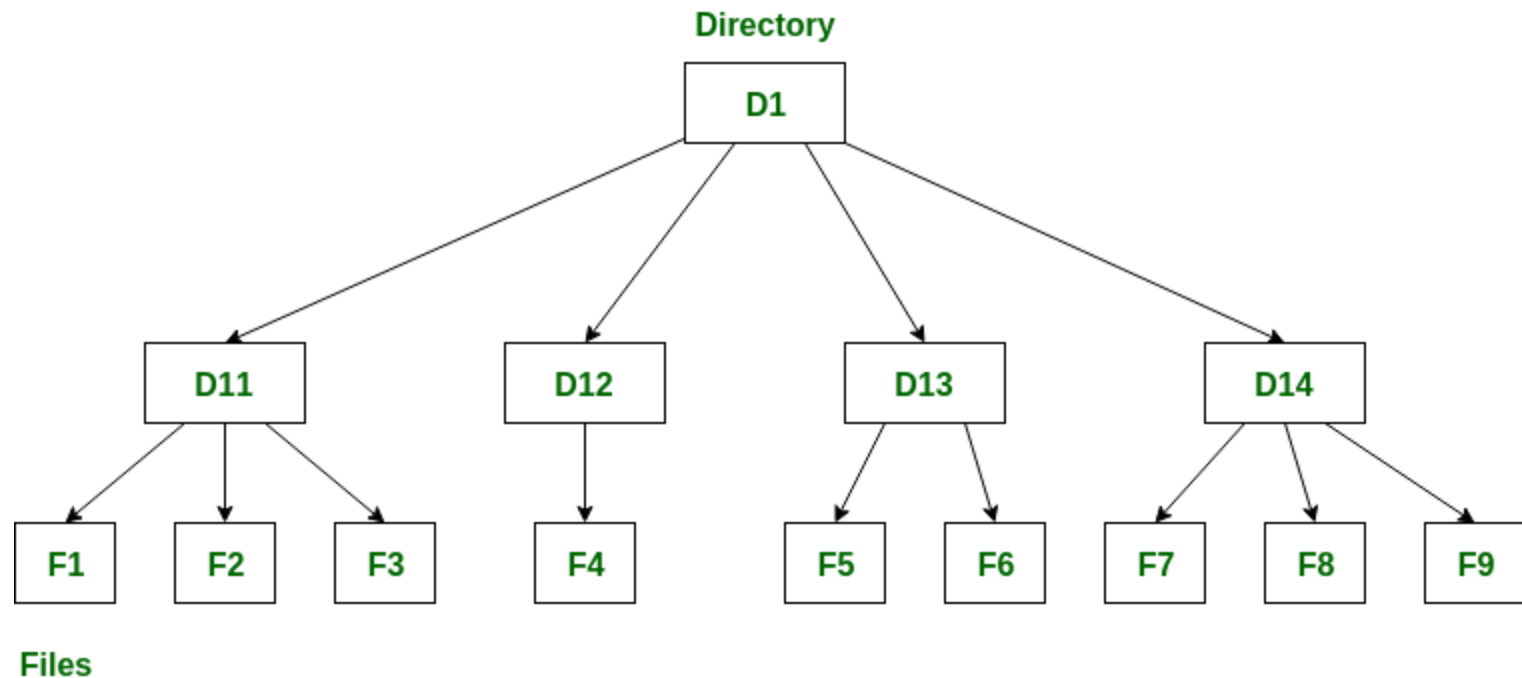 Directory
D1
D11 D12 D13 D14
F1 F2 F3 F4 F5 F6 F7 F8 F9
Files